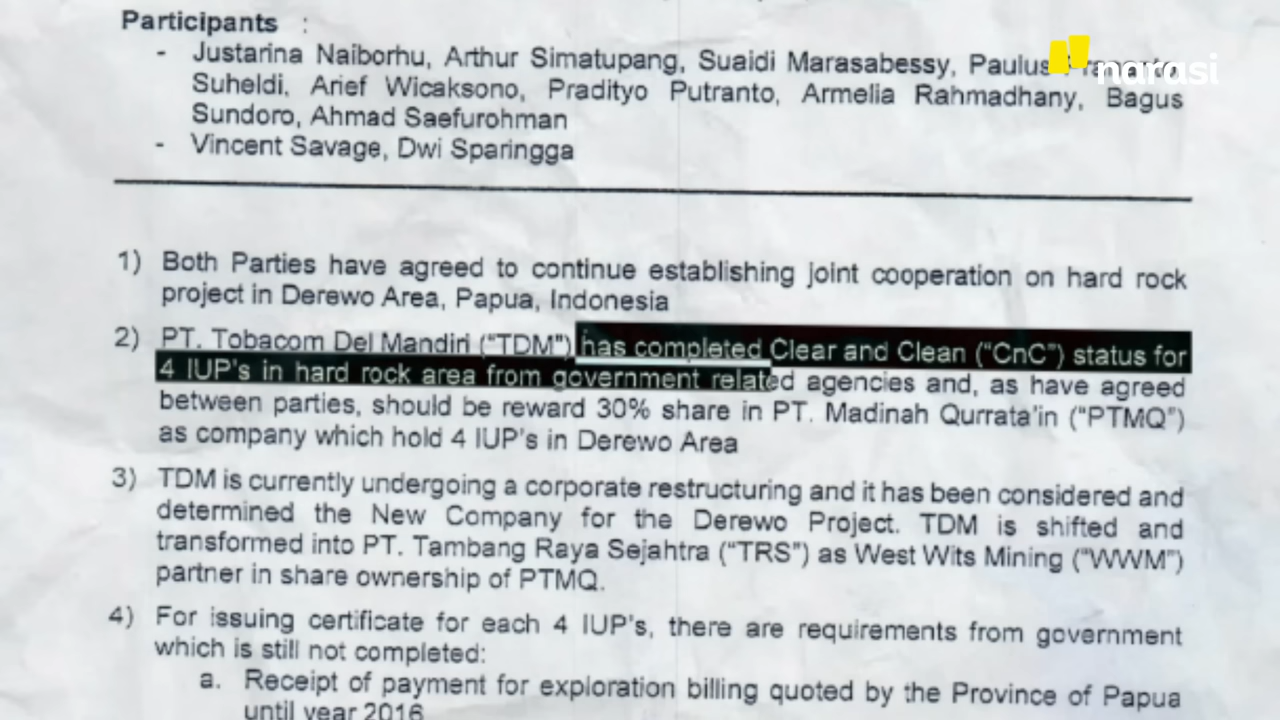 Participants :
- Justarina Naiborhu, Arthur Simatupang, Suaidi Marasabessy, Paulus
narasi
Suheldi, Arief Wicaksono, Pradityo Putranto, Armelia Rahmadhany, Bagus
Sundoro, Ahmad Saefurohman
- Vincent Savage, Dwi Sparingga
1) Both Parties have agreed to continue establishing joint cooperation on hard rock
project in Derewo Area, Papua, Indonesia
2) PT. Tobacom Del Mandiri ("TDM") has completed Clear and Clean ("CnC") status for
4 IUP's in hard rock area from government related agencies and, as have agreed
between parties, should be reward 30% share in PT. Madinah Qurrata'in ("PTMQ")
as company which hold 4 IUP's in Derewo Area
3) TDM is currently undergoing a corporate restructuring and it has been considered and
determined the New Company for the Derewo Project. TDM is shifted and
transformed into PT. Tambang Raya Sejahtra ("TRS") as West Wits Mining ("WWM")
partner in share ownership of PTMQ.
4) For issuing certificate for each 4 IUP's, there are requirements from government
which is still not completed:
a. Receipt of payment for exploration billing quoted by the Province of Papua
until year 2016